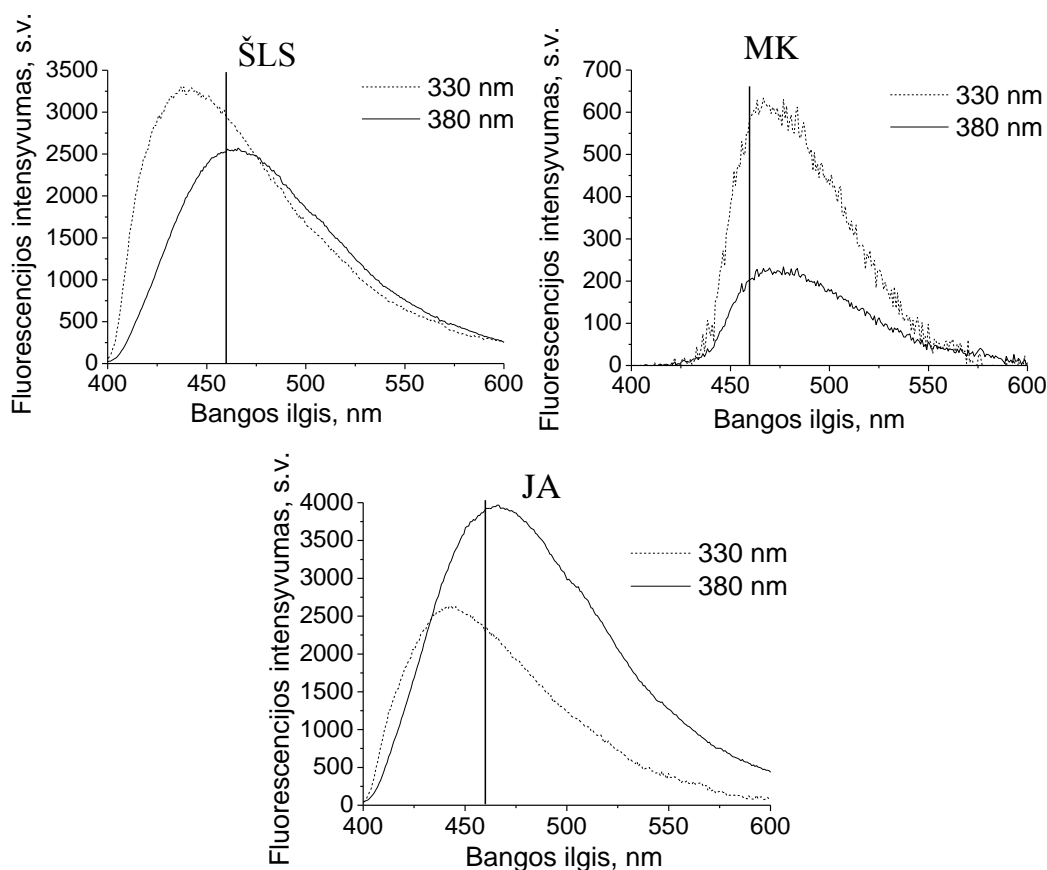 ŠLS
3500
3000
2500
2000
1500
1000
500
0
400 450 500 550 600
Fluorescencijos intensyvumas, s.v.
Bangos ilgis, nm
330 nm
380 nm
MK
700
600
500
400
300
200
100
0
400 450 500 550 600
Fluorescencijos intensyvumas, s.v.
Bangos ilgis, nm
330 nm
380 nm
JA
4000
3500
3000
2500
2000
1500
1000
500
0
400 450 500 550 600
Fluorescencijos intensyvumas, s.v.
Bangos ilgis, nm
330 nm
380 nm